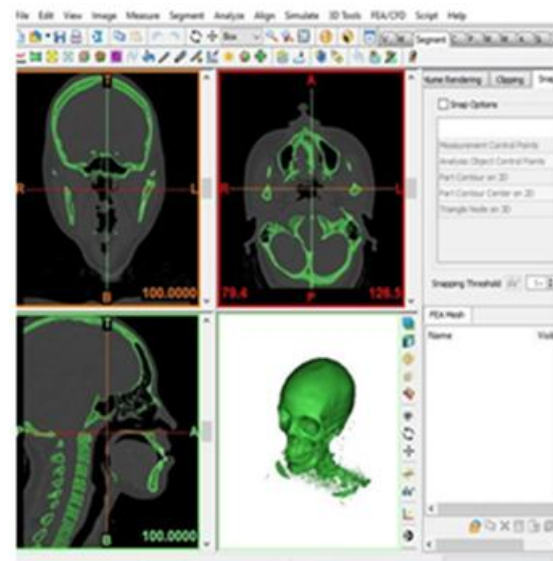 File Edit View Image Measure Segment Analyze Align Simulate 3D Tools FEA/CFD Script Help
Box
Segment
ume Rendering Clipping
Snap Options
Measurement Control Points
Analysis Object Control Points
Part Contour on 2D
Part Contour Center on 2D
Triangle Node on 3D
Snapping Threshold
FEA Mesh
Name
T
R
L
B
100.0000
A
R
L
79.4
P
126.5
T
P
A
B
100.0000